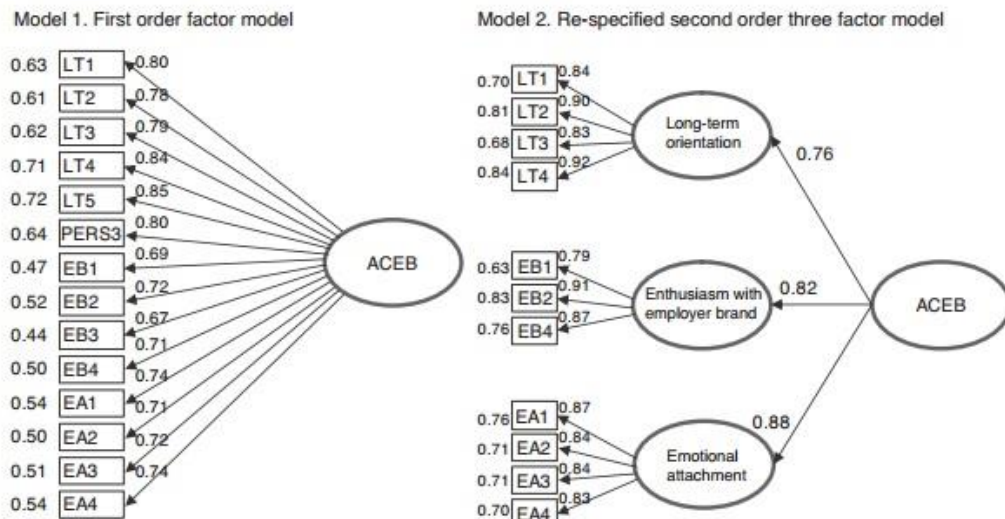 Model 1. First order factor model
0.63 LT1 0.80
0.61 LT2 0.78
0.62 LT3 0.79
0.71 LT4 0.84
0.72 LT5 0.85
0.64 PERS3 0.80
0.47 EB1 0.69
0.52 EB2 0.72
0.44 EB3 0.67
0.50 EB4 0.71
0.54 EA1 0.74
0.50 EA2 0.71
0.51 EA3 0.72
0.54 EA4 0.74
ACEB
Model 2. Re-specified second order three factor model
0.70 LT1 0.84
0.81 LT2 0.90
0.68 LT3 0.83
0.84 LT4 0.92
Long-term
orientation
0.76
0.63 EB1 0.79
0.83 EB2 0.91
0.76 EB4 0.87
Enthusiasm with
employer brand
0.82
ACEB
0.76 EA1 0.87
0.71 EA2 0.84
0.71 EA3 0.84
0.70 EA4 0.83
Emotional
attachment
0.88